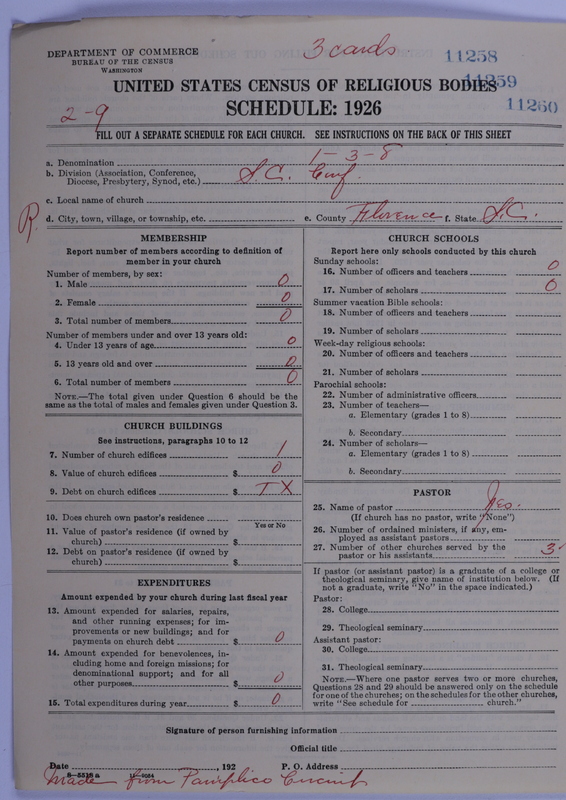 DEPARTMENT OF COMMERCE
BUREAU OF THE CENSUS
WASHINGTON
3 cards
11258
11259
11260
UNITED STATES CENSUS OF RELIGIOUS BODIES
SCHEDULE: 1926
2-9
FILL OUT A SEPARATE SCHEDULE FOR EACH CHURCH. SEE INSTRUCTIONS ON THE BACK OF THIS SHEET
a. Denomination 1-3-8
b. Division (Association, Conference,
Diocese, Presbytery, Synod, etc.) S.C. Conf.
c. Local name of church
R
d. City, town, village, or township, etc. e. County Florence f. State S.C.
MEMBERSHIP
Report number of members according to definition of
member in your church
Number of members, by sex:
1. Male 0
2. Female 0
3. Total number of members 0
Number of members under and over 13 years old:
4. Under 13 years of age 0
5. 13 years old and over 0
6. Total number of members 0
NOTE.—The total given under Question 6 should be the
same as the total of males and females given under Question 3.
CHURCH BUILDINGS
See instructions, paragraphs 10 to 12
7. Number of church edifices 1
8. Value of church edifices $ 0
9. Debt on church edifices $ TX
10. Does church own pastor's residence
Yes or No
11. Value of pastor's residence (if owned by
church) $
12. Debt on pastor's residence (if owned by
church) $
EXPENDITURES
Amount expended by your church during last fiscal year
13. Amount expended for salaries, repairs,
and other running expenses; for im-
provements or new buildings; and for
payments on church debt $ 0
14. Amount expended for benevolences, in-
cluding home and foreign missions; for
denominational support; and for all
other purposes $ 0
15. Total expenditures during year $ 0
CHURCH SCHOOLS
Report here only schools conducted by this church
Sunday schools:
16. Number of officers and teachers 0
17. Number of scholars 0
Summer vacation Bible schools:
18. Number of officers and teachers
19. Number of scholars
Week-day religious schools:
20. Number of officers and teachers
21. Number of scholars
Parochial schools:
22. Number of administrative officers
23. Number of teachers—
a. Elementary (grades 1 to 8)
b. Secondary
24. Number of scholars—
a. Elementary (grades 1 to 8)
b. Secondary
PASTOR
25. Name of pastor Yes.
(If church has no pastor, write "None")
26. Number of ordained ministers, if any, em-
ployed as assistant pastors
27. Number of other churches served by the
pastor or his assistants 3
If pastor (or assistant pastor) is a graduate of a college or
theological seminary, give name of institution below. (If
not a graduate, write "No" in the space indicated.)
Pastor:
28. College
29. Theological seminary
Assistant pastor:
30. College
31. Theological seminary
NOTE.—Where one pastor serves two or more churches,
Questions 28 and 29 should be answered only on the schedule
for one of the churches; on the schedules for the other churches,
write "See schedule for church."
Signature of person furnishing information
Official title
Date , 192 P. O. Address
8-5518 a 11-9034
Made from Pamplico Circuit